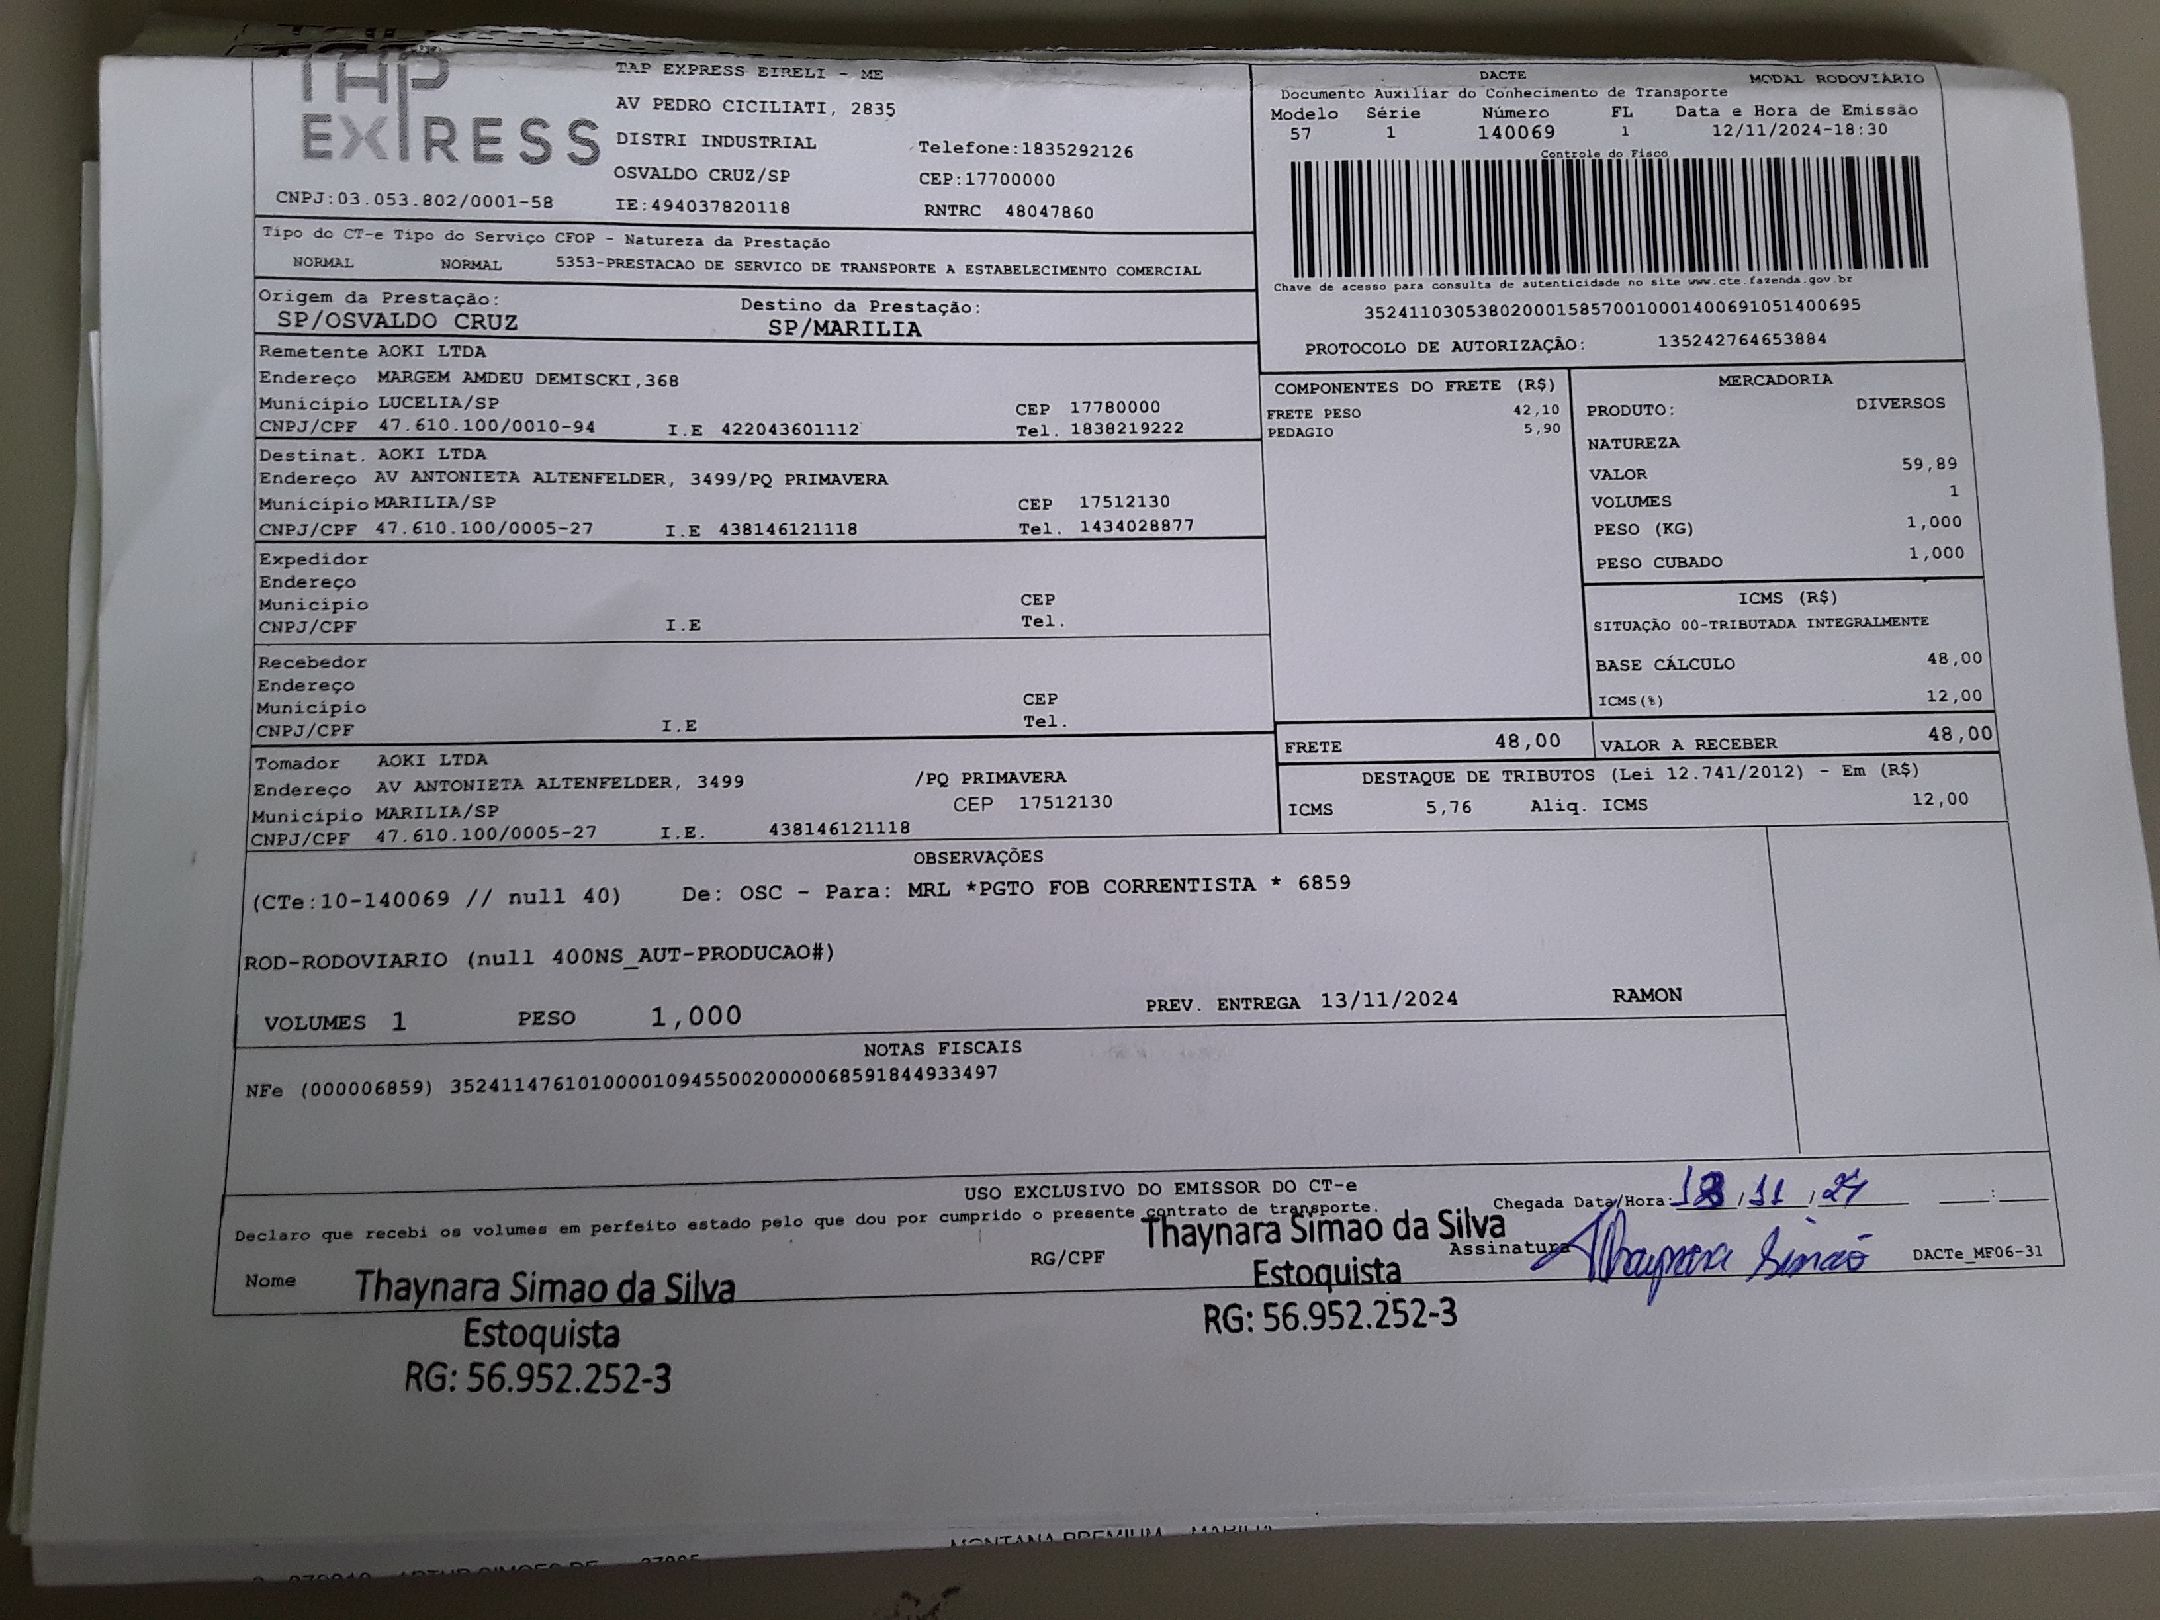 TAP
EXPRESS
TAP EXPRESS EIRELI - ME
AV PEDRO CICILIATI, 2835
DISTRI INDUSTRIAL
Telefone:1835292126
OSVALDO CRUZ/SP
CEP:17700000
CNPJ:03.053.802/0001-58
IE:494037820118
RNTRC 48047860
DACTE
MODAL RODOVIÁRIO
Documento Auxiliar do Conhecimento de Transporte
Modelo Série Número FL Data e Hora de Emissão
57 1 140069 1 12/11/2024-18:30
Controle do Fisco
Chave de acesso para consulta de autenticidade no site www.cte.fazenda.gov.br
35241103053802000158570010001400691051400695
PROTOCOLO DE AUTORIZAÇÃO: 135242764653884
Tipo do CT-e Tipo do Serviço CFOP - Natureza da Prestação
NORMAL NORMAL 5353-PRESTACAO DE SERVICO DE TRANSPORTE A ESTABELECIMENTO COMERCIAL
Origem da Prestação: Destino da Prestação:
SP/OSVALDO CRUZ SP/MARILIA
Remetente AOKI LTDA
Endereço MARGEM AMDEU DEMISCKI,368
Município LUCELIA/SP CEP 17780000
CNPJ/CPF 47.610.100/0010-94 I.E 422043601112 Tel. 1838219222
Destinat. AOKI LTDA
Endereço AV ANTONIETA ALTENFELDER, 3499/PQ PRIMAVERA
Município MARILIA/SP CEP 17512130
CNPJ/CPF 47.610.100/0005-27 I.E 438146121118 Tel. 1434028877
Expedidor
Endereço
Município CEP
CNPJ/CPF I.E Tel.
Recebedor
Endereço
Município CEP
CNPJ/CPF I.E Tel.
Tomador AOKI LTDA
Endereço AV ANTONIETA ALTENFELDER, 3499 /PQ PRIMAVERA
Município MARILIA/SP CEP 17512130
CNPJ/CPF 47.610.100/0005-27 I.E. 438146121118
COMPONENTES DO FRETE (R$)
FRETE PESO 42,10
PEDAGIO 5,90
MERCADORIA
PRODUTO: DIVERSOS
NATUREZA
VALOR 59,89
VOLUMES 1
PESO (KG) 1,000
PESO CUBADO 1,000
ICMS (R$)
SITUAÇÃO 00-TRIBUTADA INTEGRALMENTE
BASE CÁLCULO 48,00
ICMS(%) 12,00
FRETE 48,00 VALOR A RECEBER 48,00
DESTAQUE DE TRIBUTOS (Lei 12.741/2012) - Em (R$)
ICMS 5,76 Aliq. ICMS 12,00
OBSERVAÇÕES
(CTe:10-140069 // null 40) De: OSC - Para: MRL *PGTO FOB CORRENTISTA * 6859
ROD-RODOVIARIO (null 400NS_AUT-PRODUCAO#)
VOLUMES 1 PESO 1,000 PREV. ENTREGA 13/11/2024 RAMON
NOTAS FISCAIS
NFe (000006859) 35241147610100001094550020000068591844933497
USO EXCLUSIVO DO EMISSOR DO CT-e
Declaro que recebi os volumes em perfeito estado pelo que dou por cumprido o presente contrato de transporte.
Chegada Data/Hora: 13/11/24 :
Nome Thaynara Simao da Silva
Estoquista
RG: 56.952.252-3
RG/CPF Thaynara Simao da Silva
Estoquista
RG: 56.952.252-3
Assinatura Thaynara Simão
DACTe_MF06-31